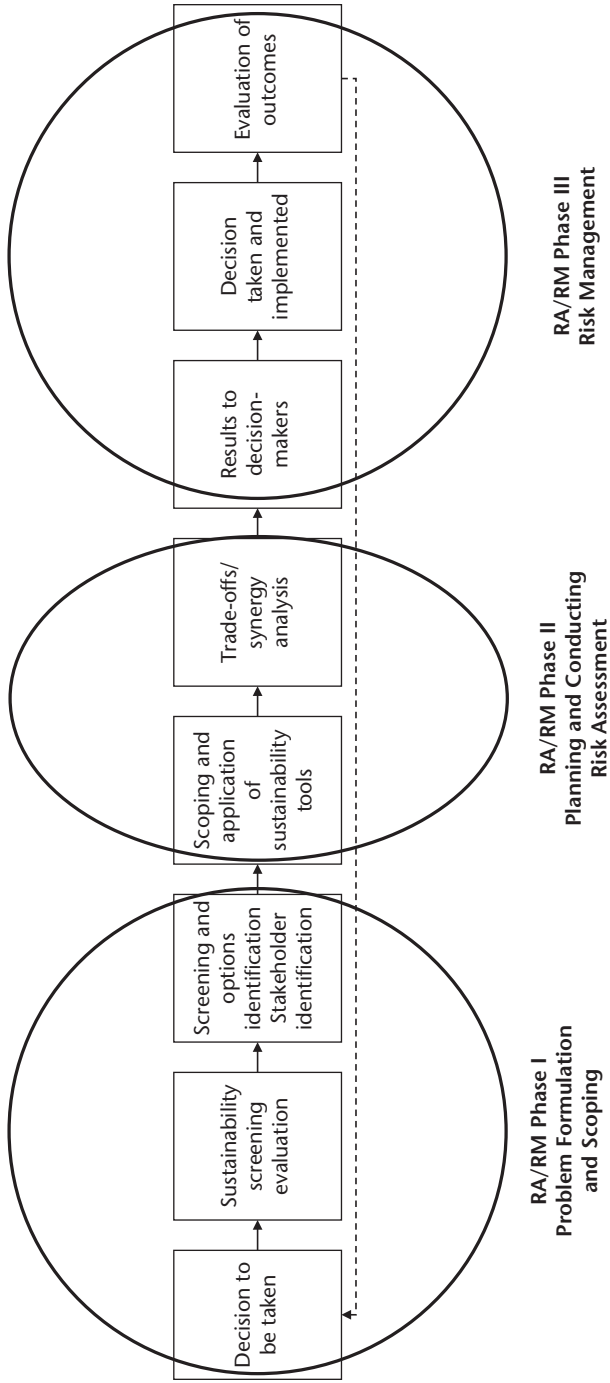 Decision to
be taken
Sustainability
screening
evaluation
Screening and
options
identification
Stakeholder
identification
Scoping and
application
of
sustainability
tools
Trade-offs/
synergy
analysis
Results to
decision-
makers
Decision
taken and
implemented
Evaluation of
outcomes
RA/RM Phase I
Problem Formulation
and Scoping
RA/RM Phase II
Planning and Conducting
Risk Assessment
RA/RM Phase III
Risk Management